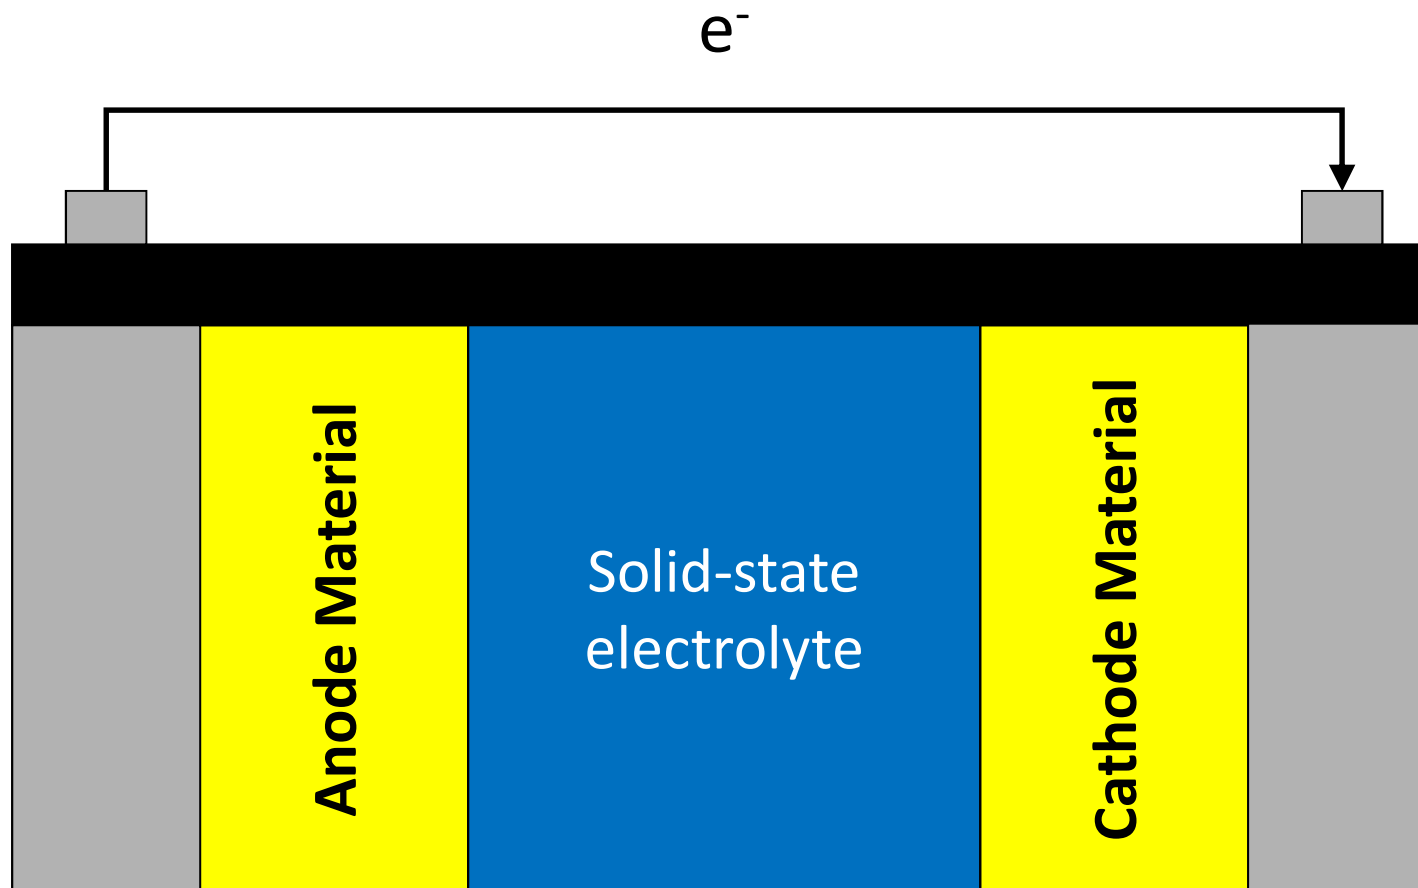 e-
Anode Material
Solid-state
electrolyte
Cathode Material